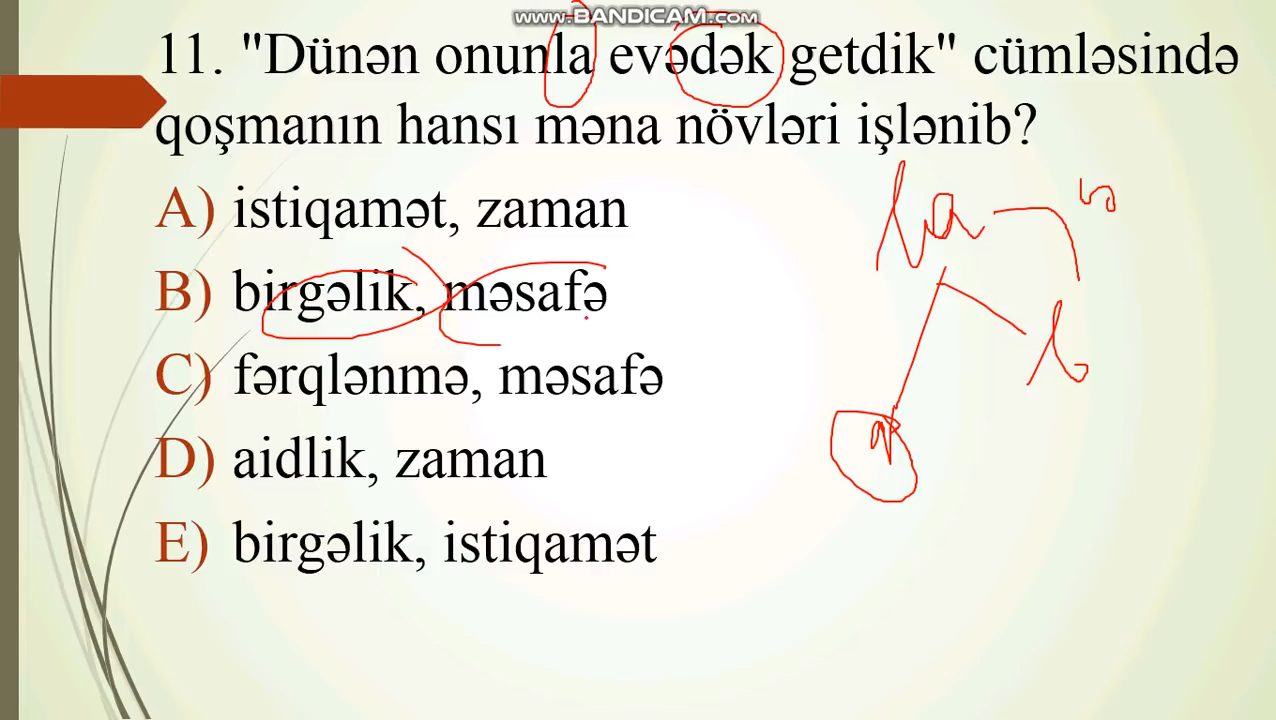 www.BANDICAM.com
11. "Dünən onunla evədək getdik" cümləsində
qoşmanın hansı məna növləri işlənib?
A) istiqamət, zaman
B) birgəlik, məsafə
C) fərqlənmə, məsafə
D) aidlik, zaman
E) birgəlik, istiqamət
la
b